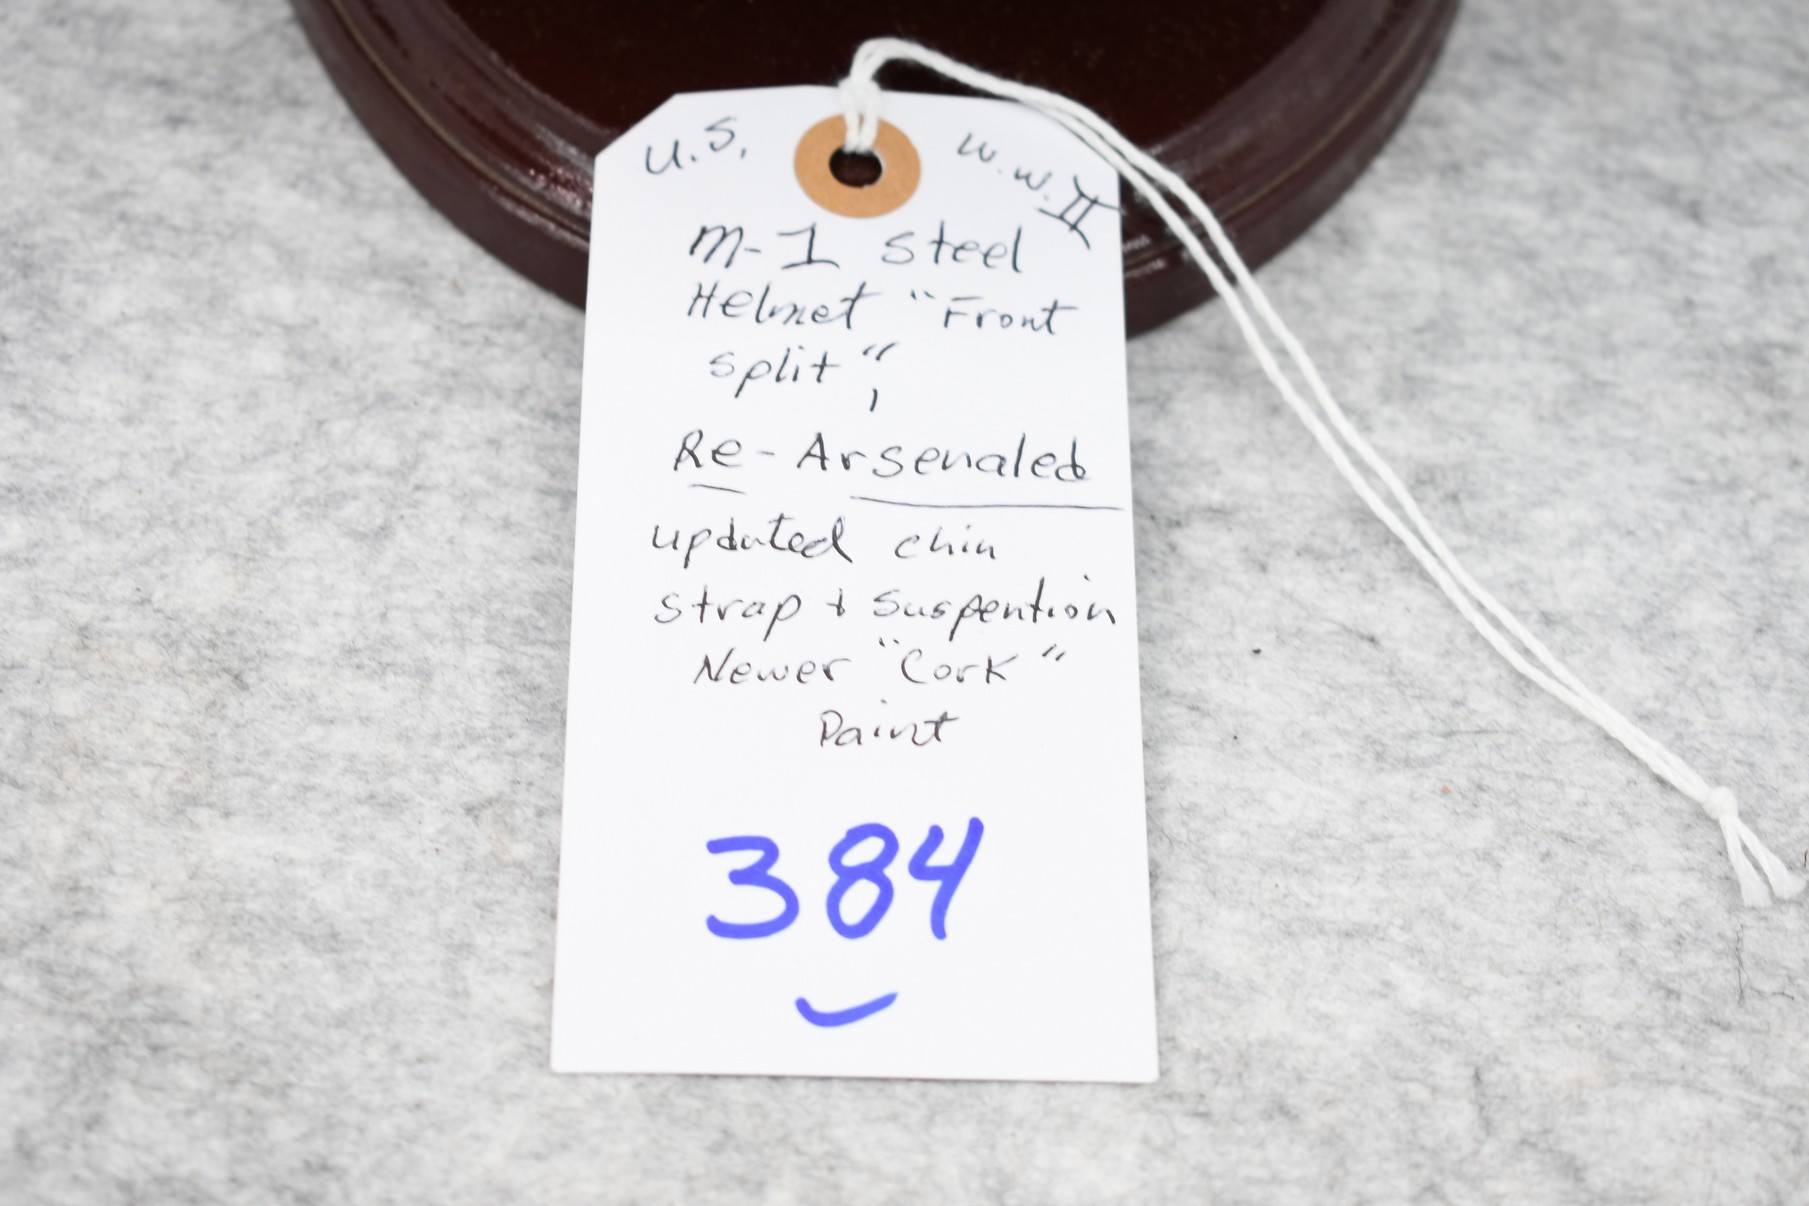 U.S. W.W.II
M-1 Steel
Helmet "Front
Split",
Re-Arsenaled
updated chin
strap + Suspention
Newer "Cork"
Paint
384